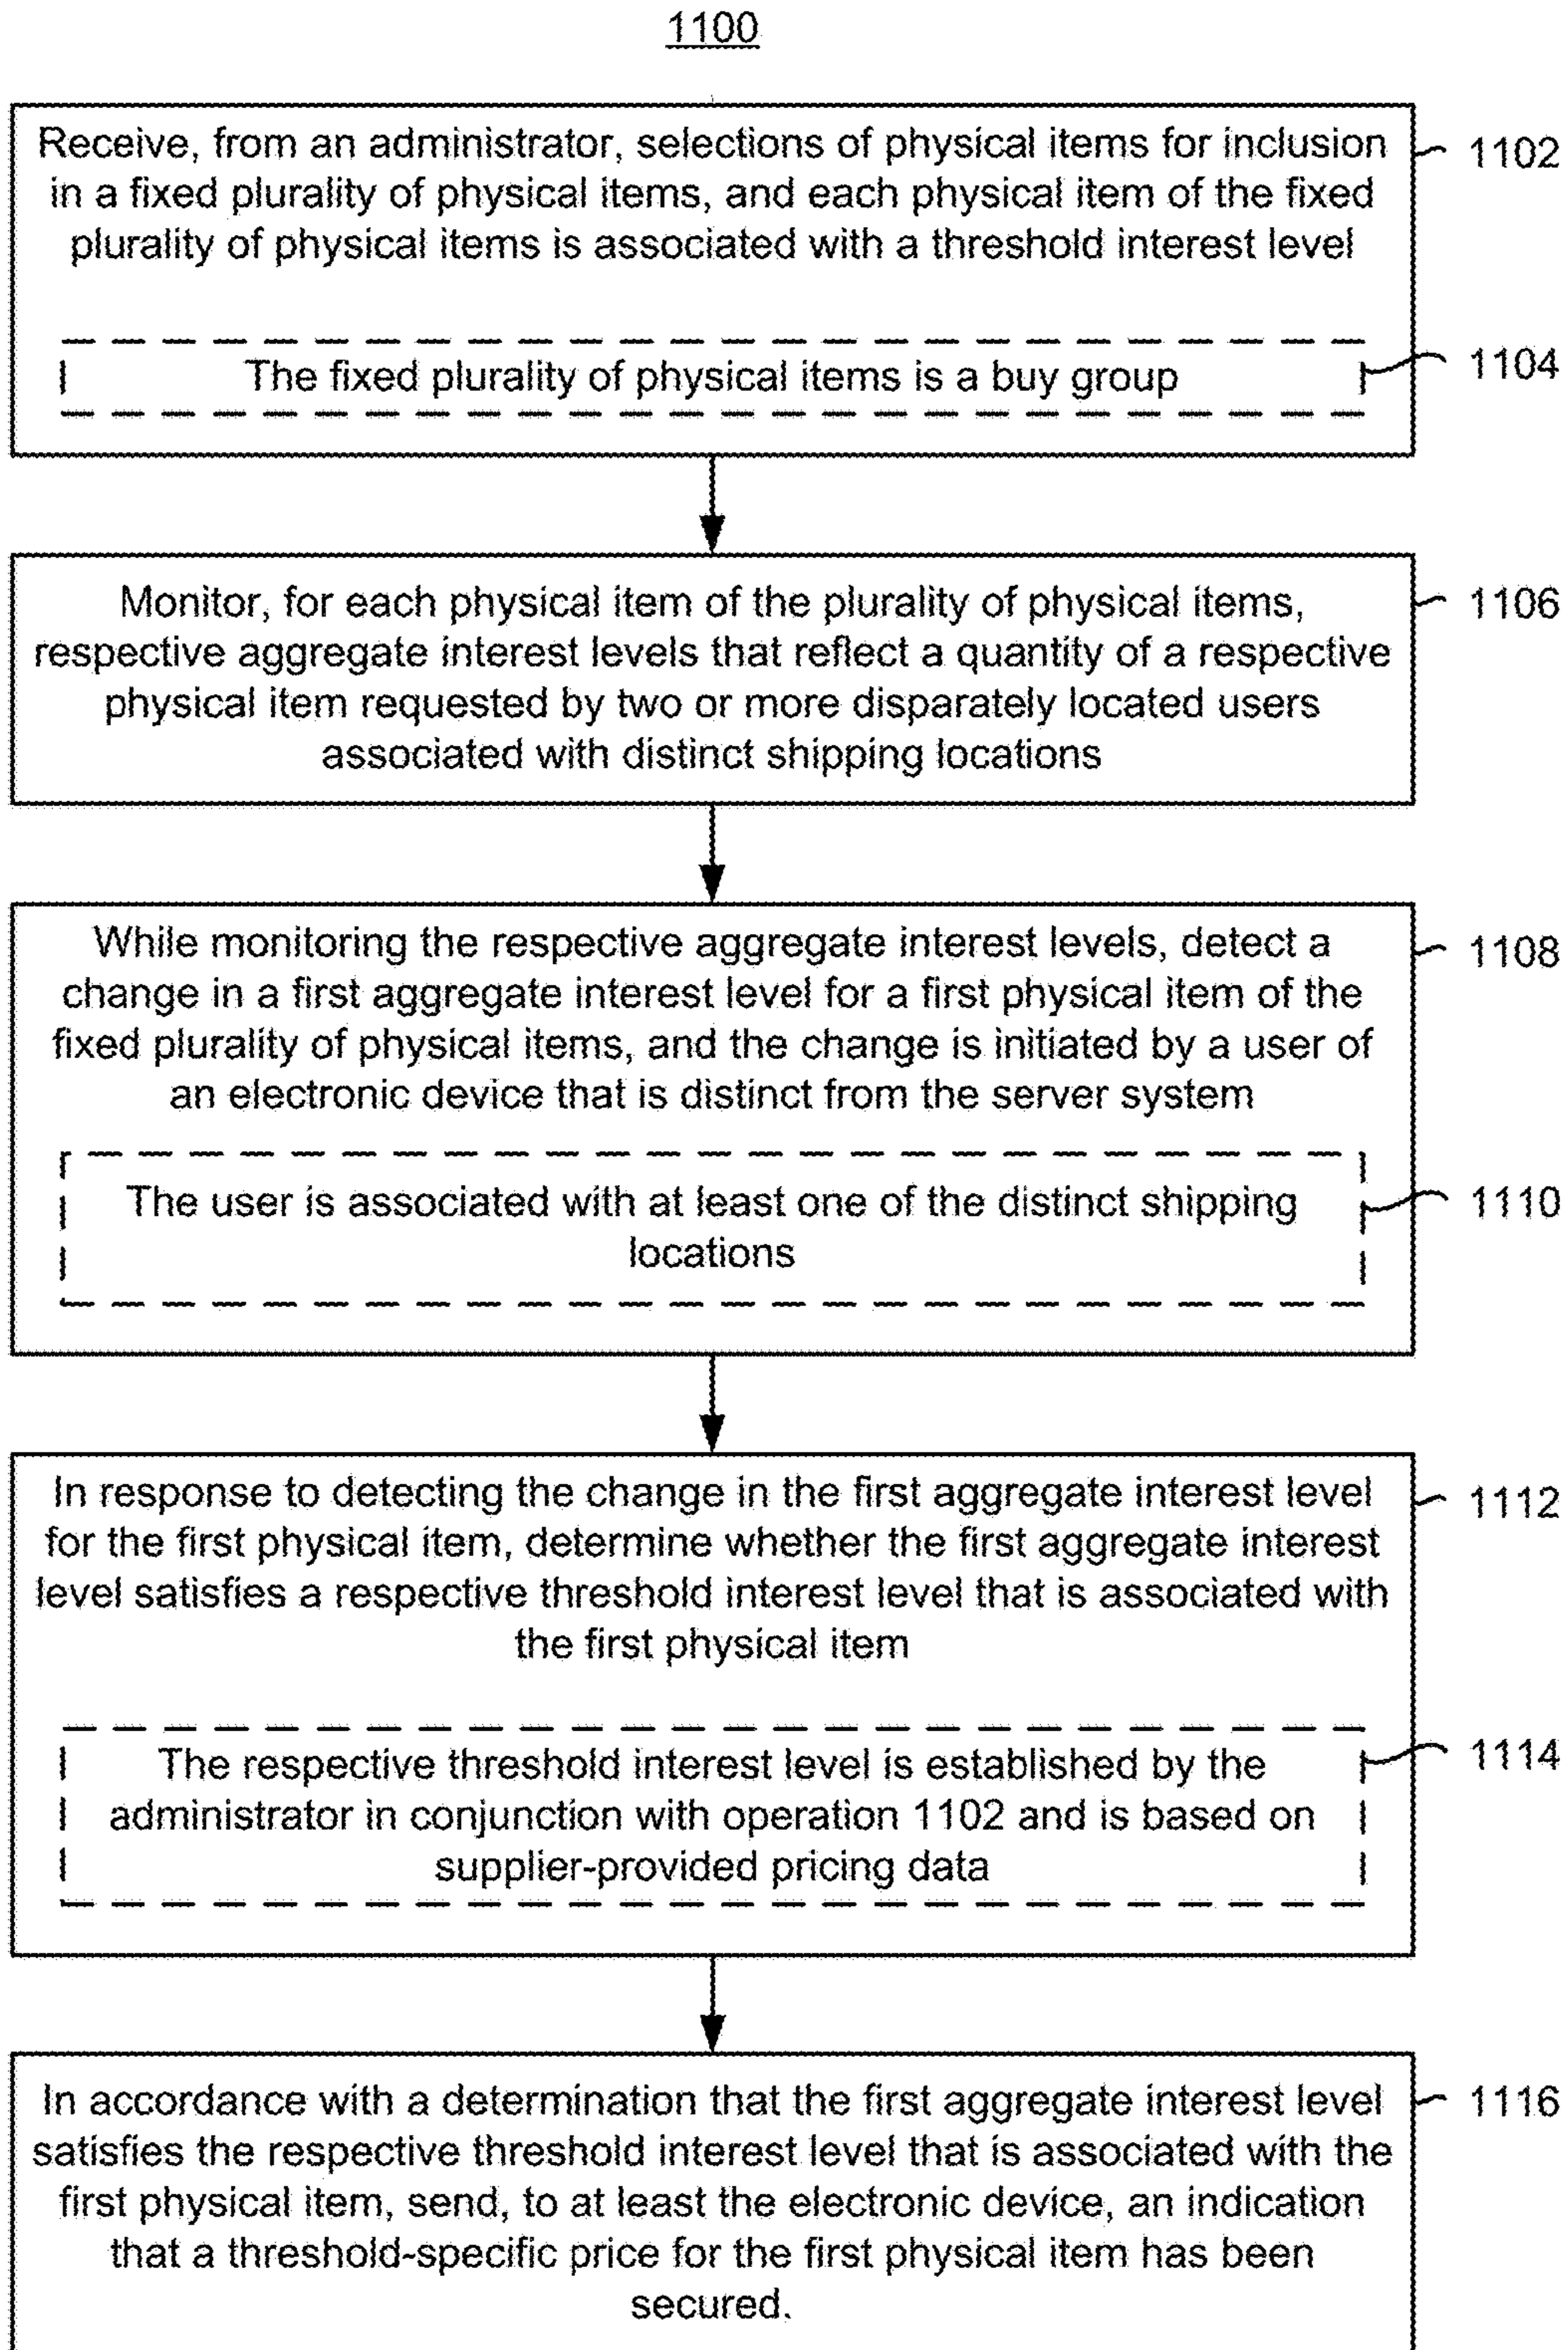 1100
Receive, from an administrator, selections of physical items for inclusion
in a fixed plurality of physical items, and each physical item of the fixed
plurality of physical items is associated with a threshold interest level
1102
The fixed plurality of physical items is a buy group
1104
Monitor, for each physical item of the plurality of physical items,
respective aggregate interest levels that reflect a quantity of a respective
physical item requested by two or more disparately located users
associated with distinct shipping locations
1106
While monitoring the respective aggregate interest levels, detect a
change in a first aggregate interest level for a first physical item of the
fixed plurality of physical items, and the change is initiated by a user of
an electronic device that is distinct from the server system
1108
The user is associated with at least one of the distinct shipping
locations
1110
In response to detecting the change in the first aggregate interest level
for the first physical item, determine whether the first aggregate interest
level satisfies a respective threshold interest level that is associated with
the first physical item
1112
The respective threshold interest level is established by the
administrator in conjunction with operation 1102 and is based on
supplier-provided pricing data
1114
In accordance with a determination that the first aggregate interest level
satisfies the respective threshold interest level that is associated with the
first physical item, send, to at least the electronic device, an indication
that a threshold-specific price for the first physical item has been
secured.
1116